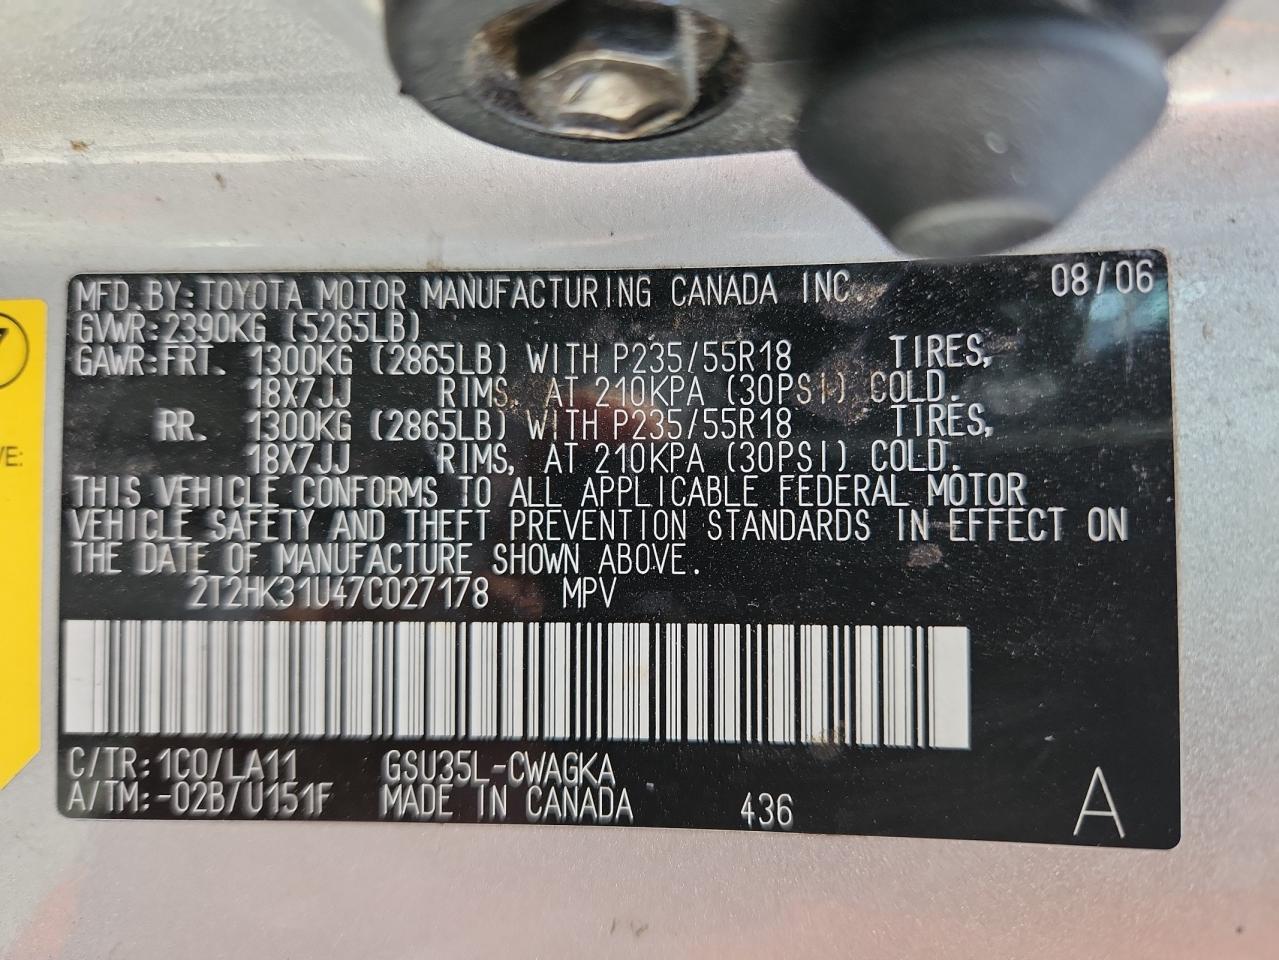 MFD.BY:TOYOTA MOTOR MANUFACTURING CANADA INC 08/06
GVWR:2390KG (5265LB)
GAWR:FRT. 1300KG (2865LB) WITH P235/55R18 TIRES,
18X7JJ RIMS, AT 210KPA (30PSI) COLD.
RR. 1300KG (2865LB) WITH P235/55R18 TIRES,
18X7JJ RIMS, AT 210KPA (30PSI) COLD.
THIS VEHICLE CONFORMS TO ALL APPLICABLE FEDERAL MOTOR
VEHICLE SAFETY AND THEFT PREVENTION STANDARDS IN EFFECT ON
THE DATE OF MANUFACTURE SHOWN ABOVE.
2T2HK31U47C027178 MPV
C/TR:1C0/LA11 GSU35L-CWAGKA
A/TM:-02B/U151F MADE IN CANADA 436 A